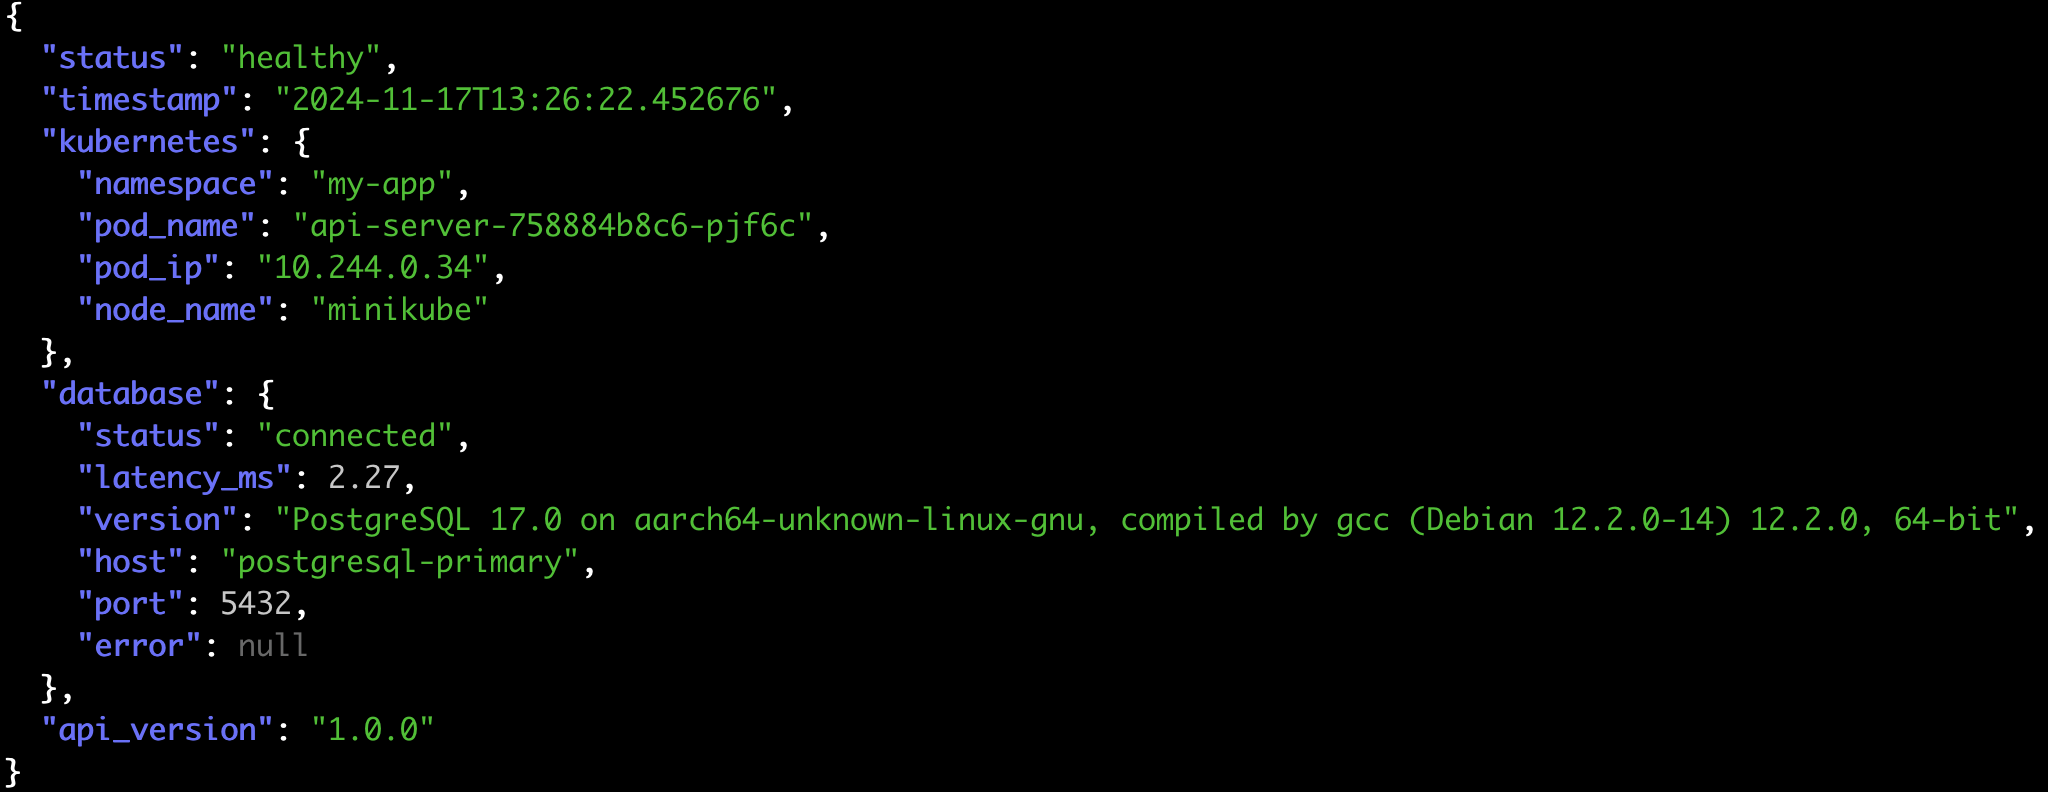 {
  "status": "healthy",
  "timestamp": "2024-11-17T13:26:22.452676",
  "kubernetes": {
    "namespace": "my-app",
    "pod_name": "api-server-758884b8c6-pjf6c",
    "pod_ip": "10.244.0.34",
    "node_name": "minikube"
  },
  "database": {
    "status": "connected",
    "latency_ms": 2.27,
    "version": "PostgreSQL 17.0 on aarch64-unknown-linux-gnu, compiled by gcc (Debian 12.2.0-14) 12.2.0, 64-bit",
    "host": "postgresql-primary",
    "port": 5432,
    "error": null
  },
  "api_version": "1.0.0"
}